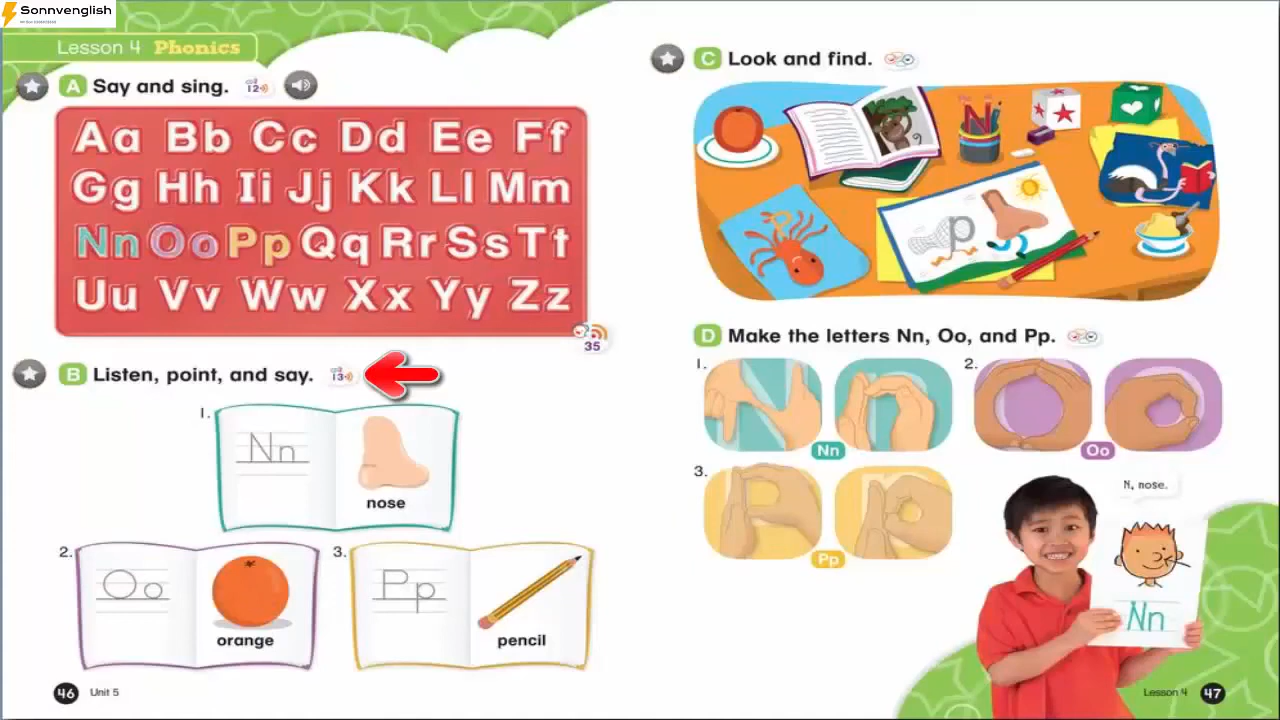 Sonnvenglish
Lesson 4 Phonics
A Say and sing. 12
Aa Bb Cc Dd Ee Ff
Gg Hh Ii Jj Kk Ll Mm
Nn Oo Pp Qq Rr Ss Tt
Uu Vv Ww Xx Yy Zz
35
B Listen, point, and say. 13
1.
Nn
nose
2.
Oo
orange
3.
Pp
pencil
46 Unit 5
C Look and find.
N
p
D Make the letters Nn, Oo, and Pp.
1.
Nn
2.
Oo
3.
Pp
N, nose.
Nn
Lesson 4 47